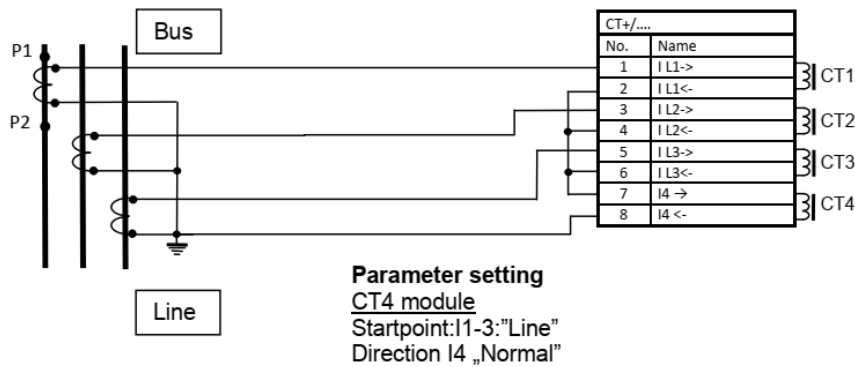 Bus
P1
P2
Line
CT+/....
No. Name
1 I L1->
2 I L1<-
3 I L2->
4 I L2<-
5 I L3->
6 I L3<-
7 I4 →
8 I4 <-
CT1
CT2
CT3
CT4
Parameter setting
CT4 module
Startpoint:I1-3:”Line”
Direction I4 „Normal”